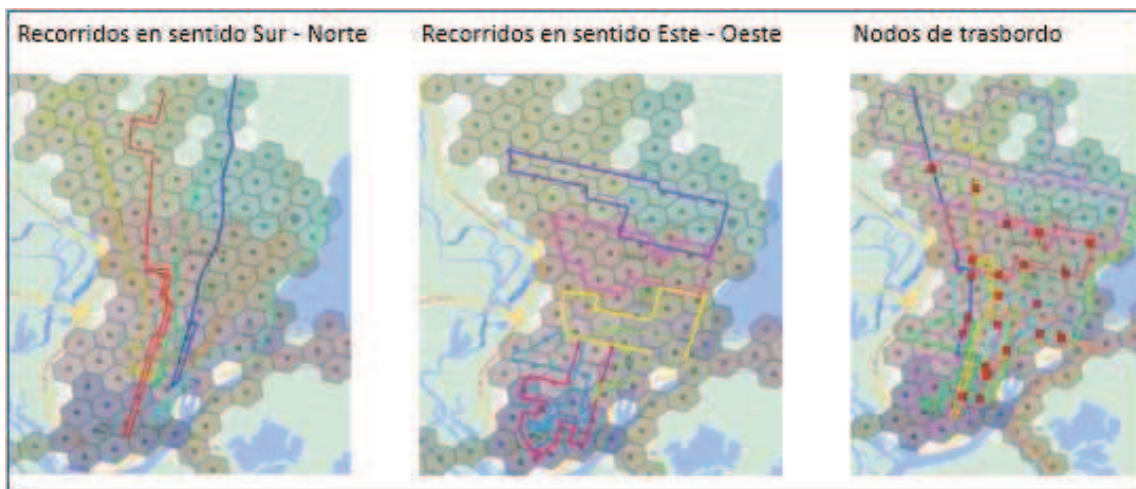 Recorridos en sentido Sur - Norte
Recorridos en sentido Este - Oeste
Nodos de trasbordo